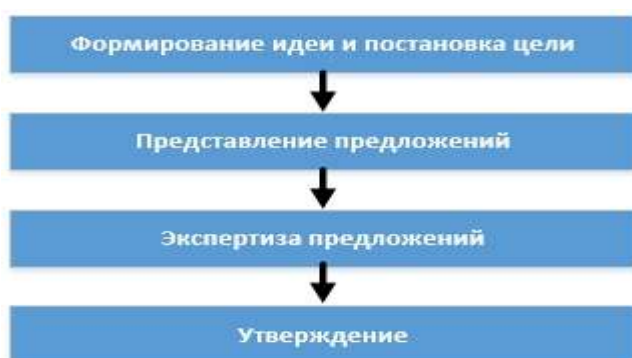 Формирование идеи и постановка цели
Представление предложений
Экспертиза предложений
Утверждение